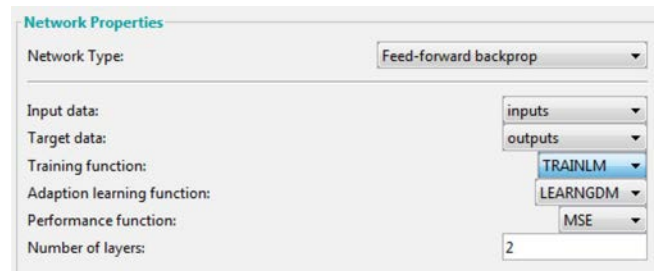 Network Properties
Network Type: Feed-forward backprop
Input data: inputs
Target data: outputs
Training function: TRAINLM
Adaption learning function: LEARNGDM
Performance function: MSE
Number of layers: 2